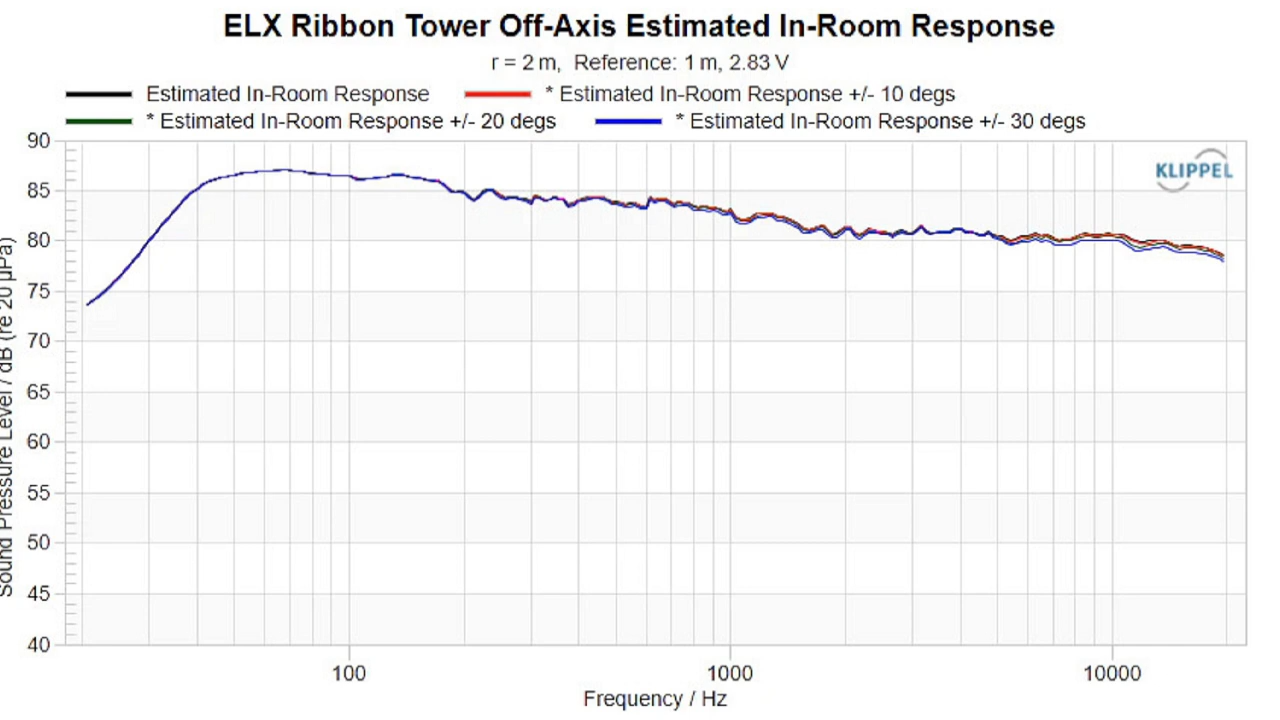 ELX Ribbon Tower Off-Axis Estimated In-Room Response
r = 2 m, Reference: 1 m, 2.83 V
Estimated In-Room Response * Estimated In-Room Response +/- 10 degs
* Estimated In-Room Response +/- 20 degs * Estimated In-Room Response +/- 30 degs
KLIPPEL
Sound Pressure Level / dB (re 20 µPa)
90
85
80
75
70
65
60
55
50
45
40
100 1000 10000
Frequency / Hz